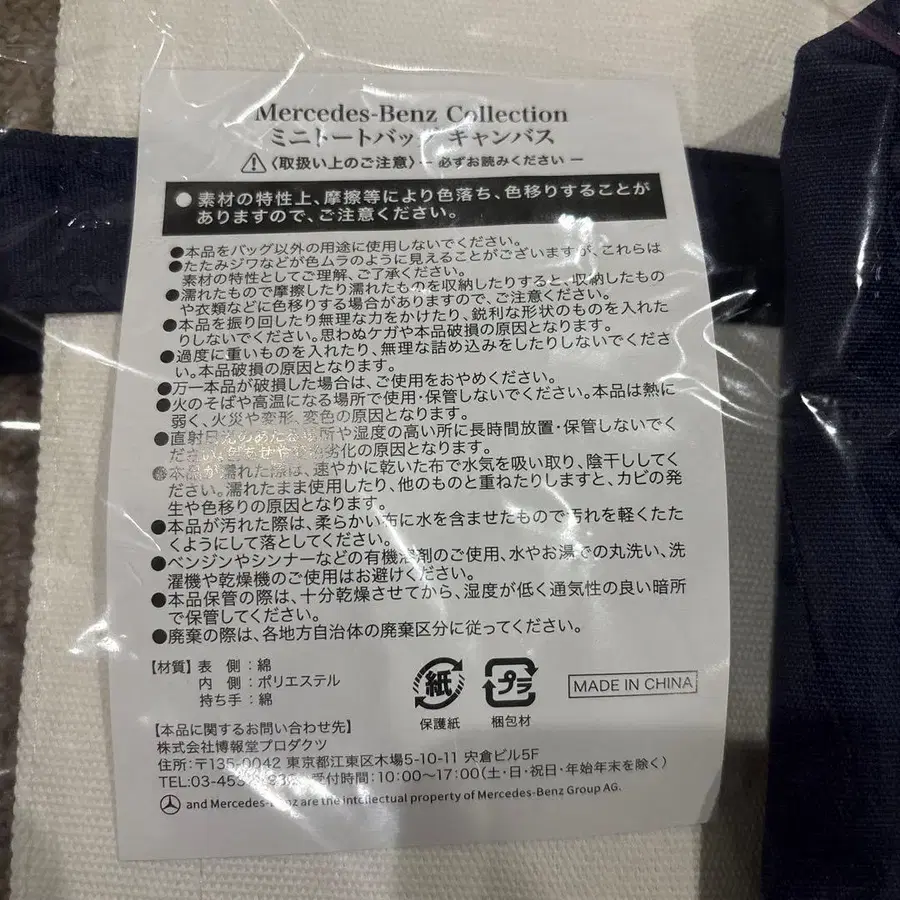 Mercedes-Benz Collection
ミニトートバッグ キャンバス
⚠〈取扱い上のご注意〉— 必ずお読みください —
●素材の特性上、摩擦等により色落ち、色移りすることが
ありますので、ご注意ください。
●本品をバッグ以外の用途に使用しないでください。
●たたみジワなどが色ムラのように見えることがございますが、これらは
素材の特性としてご理解、ご了承ください。
●濡れたもので摩擦したり濡れたものを収納したりすると、収納したもの
や衣類などに色移りする場合がありますので、ご注意ください。
●本品を振り回したり無理な力をかけたり、鋭利な形状のものを入れた
りしないでください。思わぬケガや本品破損の原因となります。
●過度に重いものを入れたり、無理な詰め込みをしたりしないでくださ
い。本品破損の原因となります。
●万一本品が破損した場合は、ご使用をおやめください。
●火のそばや高温になる場所で使用・保管しないでください。本品は熱に
弱く、火災や変形、変色の原因となります。
●直射日光のあたる場所や湿度の高い所に長時間放置・保管しないでく
ださい。色あせや 劣化の原因となります。
●本品が濡れた際は、速やかに乾いた布で水気を吸い取り、陰干ししてく
ださい。濡れたまま使用したり、他のものと重ねたりしますと、カビの発
生や色移りの原因となります。
●本品が汚れた際は、柔らかい布に水を含ませたもので汚れを軽くたた
くようにして落としてください。
●ベンジンやシンナーなどの有機溶剤のご使用、水やお湯での丸洗い、洗
濯機や乾燥機のご使用はお避けください。
●本品保管の際は、十分乾燥させてから、湿度が低く通気性の良い暗所
で保管してください。
●廃棄の際は、各地方自治体の廃棄区分に従ってください。
【材質】表 側:綿
内 側:ポリエステル
持ち手:綿
紙
保護紙
プラ
梱包材
MADE IN CHINA
【本品に関するお問い合わせ先】
株式会社博報堂プロダクツ
住所:〒135-0042 東京都江東区木場5-10-11 宍倉ビル5F
TEL:03-45 受付時間:10:00〜17:00(土・日・祝日・年始年末を除く)
and Mercedes-Benz are the intellectual property of Mercedes-Benz Group AG.